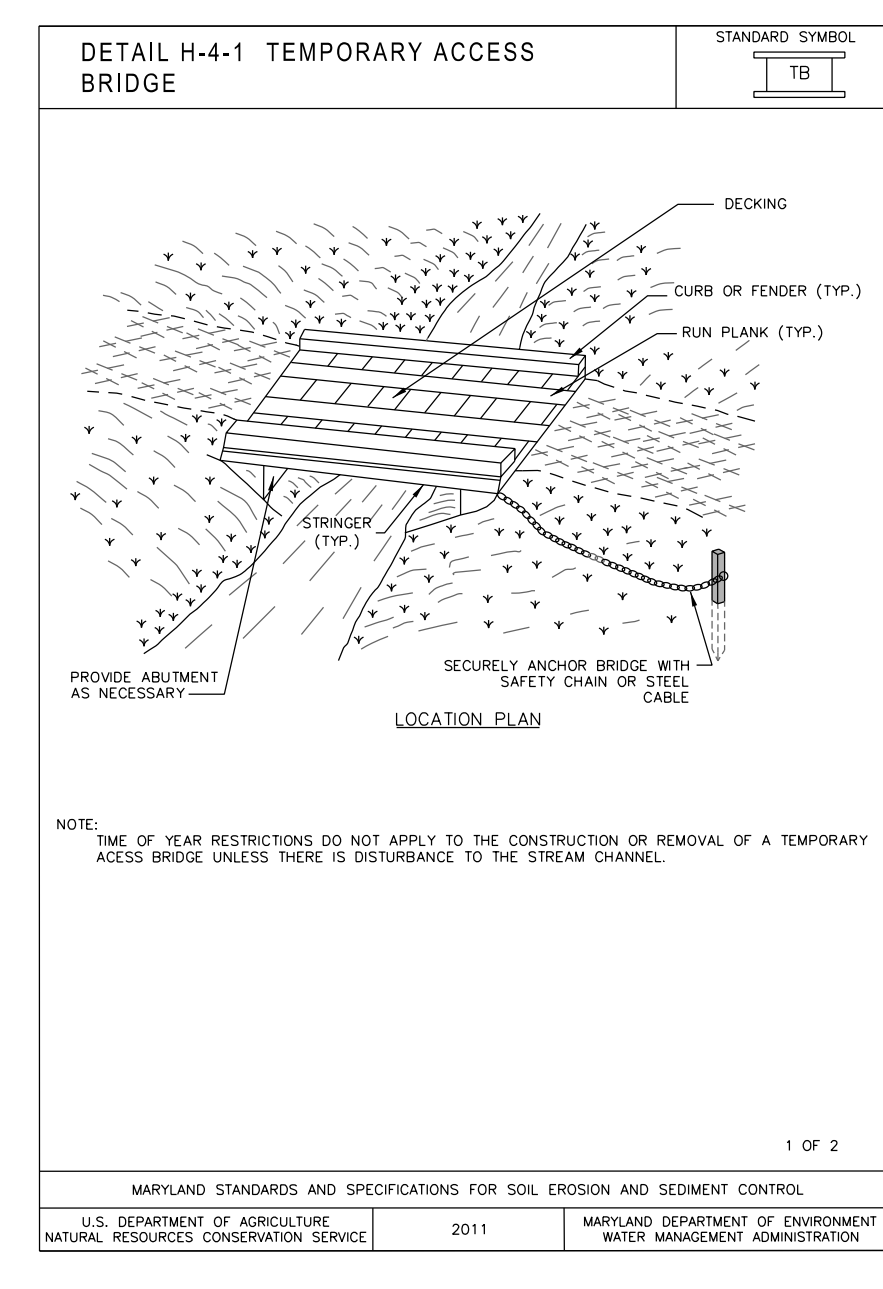 DETAIL H-4-1 TEMPORARY ACCESS
BRIDGE
STANDARD SYMBOL
TB
DECKING
CURB OR FENDER (TYP.)
RUN PLANK (TYP.)
STRINGER
(TYP.)
PROVIDE ABUTMENT
AS NECESSARY
SECURELY ANCHOR BRIDGE WITH
SAFETY CHAIN OR STEEL
CABLE
LOCATION PLAN
NOTE:
TIME OF YEAR RESTRICTIONS DO NOT APPLY TO THE CONSTRUCTION OR REMOVAL OF A TEMPORARY
ACESS BRIDGE UNLESS THERE IS DISTURBANCE TO THE STREAM CHANNEL.
1 OF 2
MARYLAND STANDARDS AND SPECIFICATIONS FOR SOIL EROSION AND SEDIMENT CONTROL
U.S. DEPARTMENT OF AGRICULTURE
NATURAL RESOURCES CONSERVATION SERVICE
2011
MARYLAND DEPARTMENT OF ENVIRONMENT
WATER MANAGEMENT ADMINISTRATION